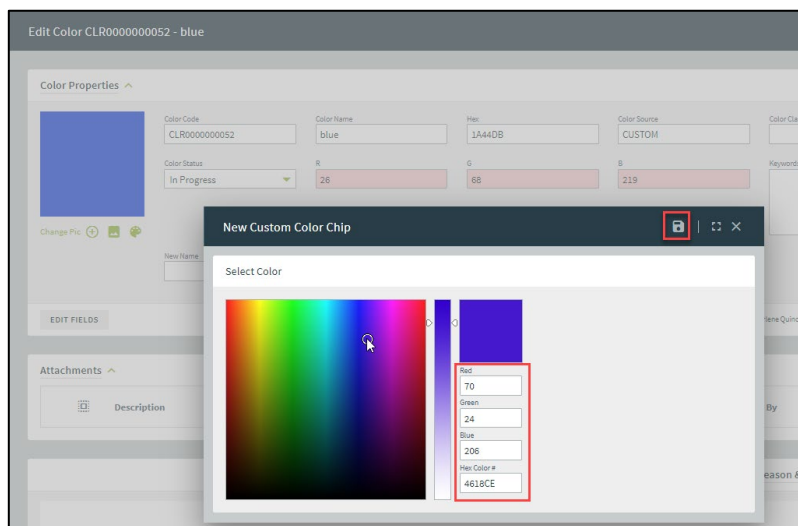 Edit Color CLR0000000052 - blue
Color Properties
Color Code
Color Name
Hex
Color Source
CLR0000000052
blue
1A44DB
CUSTOM
Color Status
R
G
B
In Progress
26
68
219
Change Pic
New Name
New Custom Color Chip
Select Color
Red
70
Green
24
Blue
206
Hex Color #
4618CE
EDIT FIELDS
Attachments
Description
By